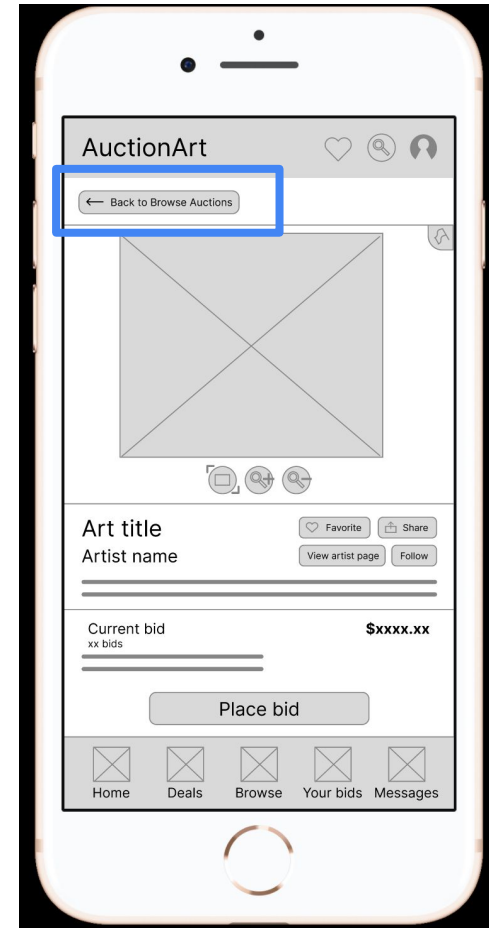 AuctionArt
← Back to Browse Auctions
Art title
Favorite
Share
Artist name
View artist page
Follow
Current bid
$xxxx.xx
xx bids
Place bid
Home
Deals
Browse
Your bids
Messages